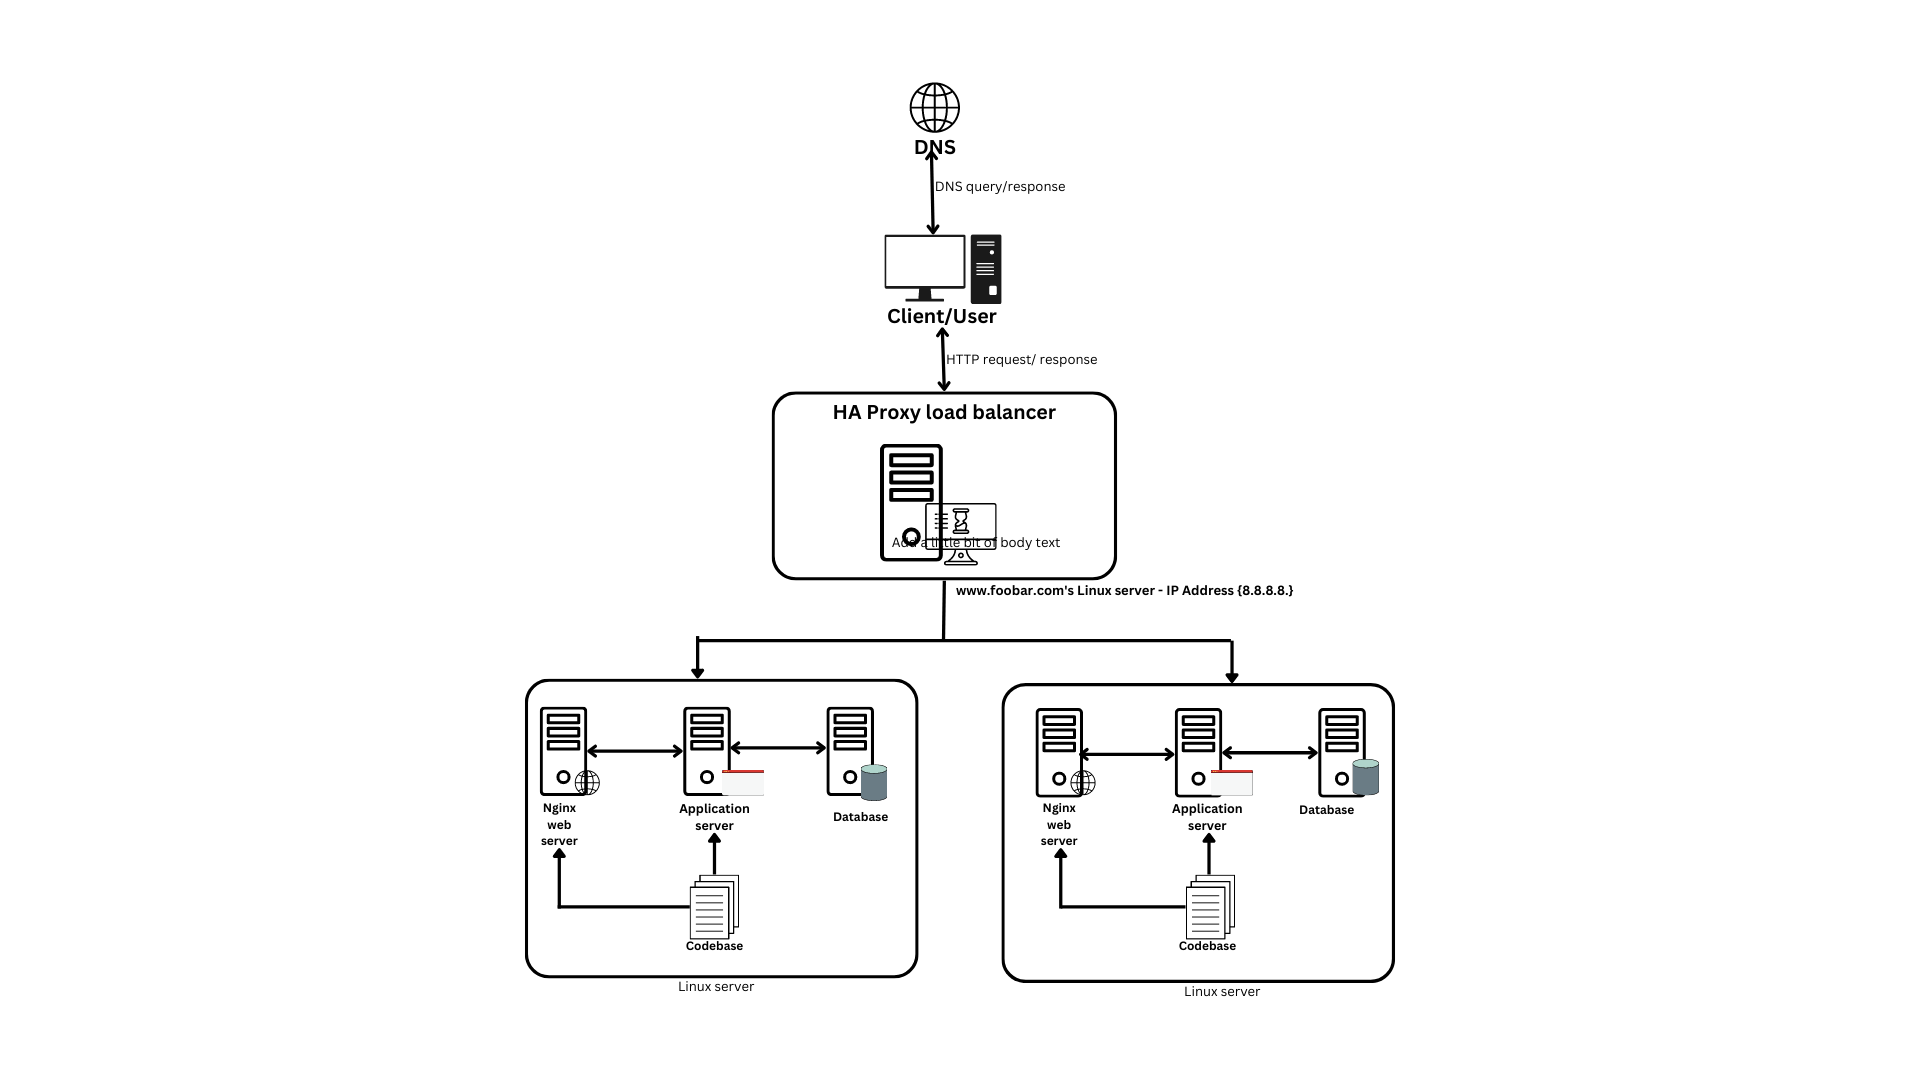 DNS
DNS query/response
Client/User
HTTP request/ response
HA Proxy load balancer
Add a little bit of body text
www.foobar.com's Linux server - IP Address {8.8.8.8.}
Nginx
web
server
Application
server
Database
Codebase
Linux server
Nginx
web
server
Application
server
Database
Codebase
Linux server